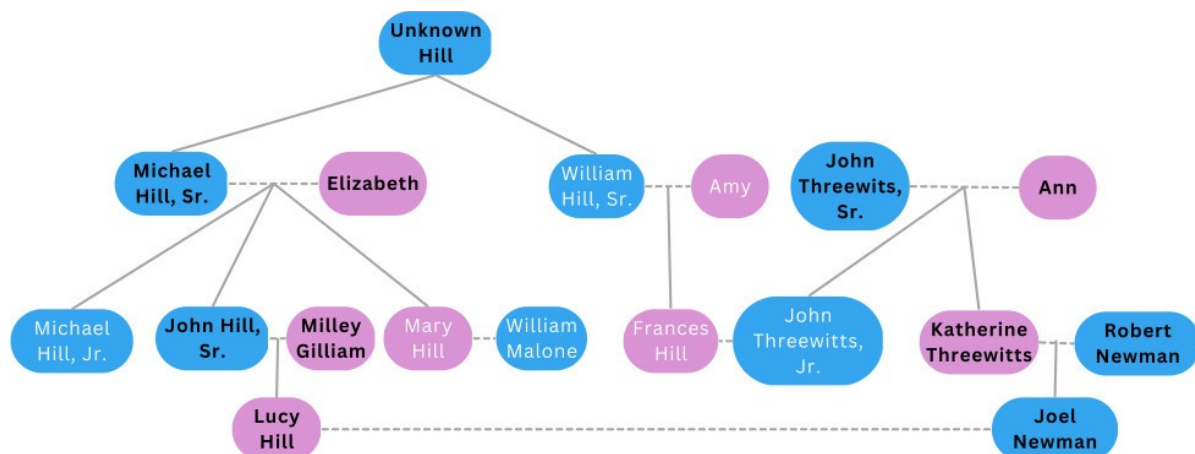 Unknown
Hill
Michael
Hill, Sr.
Elizabeth
William
Hill, Sr.
Amy
John
Threewits,
Sr.
Ann
Michael
Hill, Jr.
John Hill,
Sr.
Milley
Gilliam
Mary
Hill
William
Malone
Frances
Hill
John
Threewitts,
Jr.
Katherine
Threewitts
Robert
Newman
Lucy
Hill
Joel
Newman